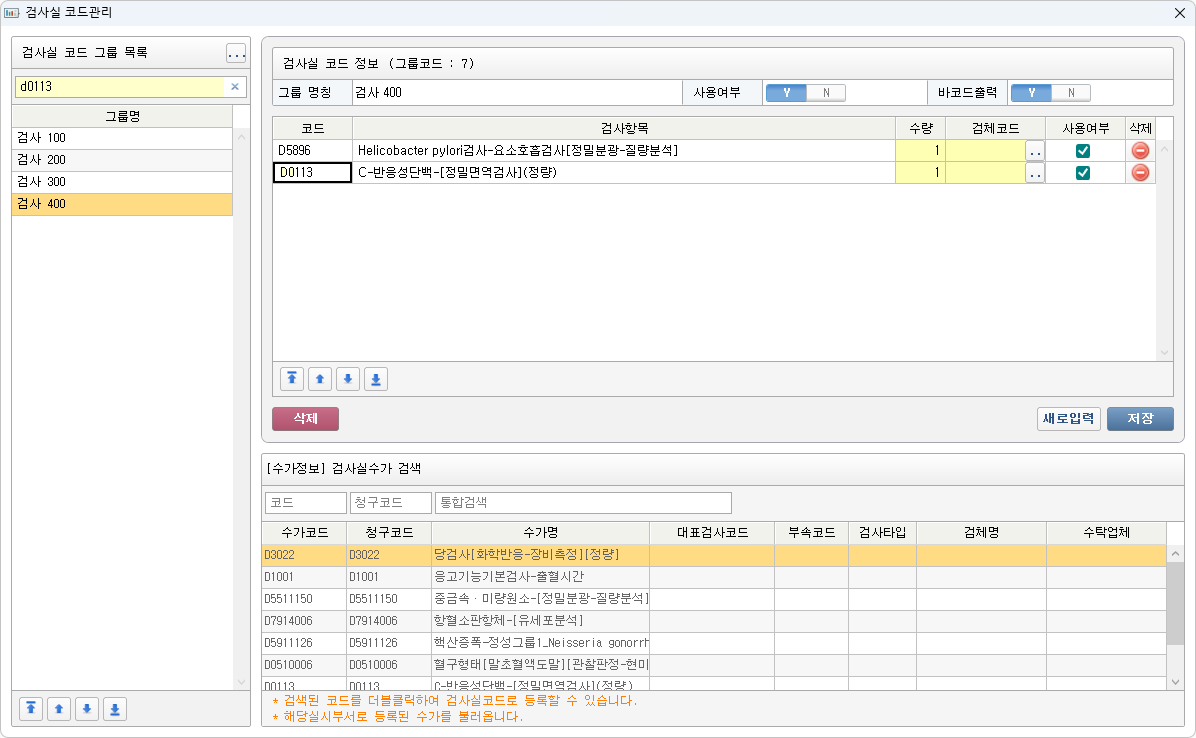 검사실 코드관리
검사실 코드 그룹 목록
...
d0113
그룹명
검사 100
검사 200
검사 300
검사 400
검사실 코드 정보 (그룹코드 : 7)
그룹 명칭 검사 400 사용여부 Y N 바코드출력 Y N
코드 검사항목 수량 검체코드 사용여부 삭제
D5896 Helicobacter pylori검사-요소호흡검사[정밀분광-질량분석] 1 ..
D0113 C-반응성단백-[정밀면역검사](정량) 1 ..
삭제 새로입력 저장
[수가정보] 검사실수가 검색
코드 청구코드 통합검색
수가코드 청구코드 수가명 대표검사코드 부속코드 검사타입 검체명 수탁업체
D3022 D3022 당검사[화학반응-장비측정][정량]
D1001 D1001 응고기능기본검사-출혈시간
D5511150 D5511150 중금속·미량원소-[정밀분광-질량분석]
D7914006 D7914006 항혈소판항체-[유세포분석]
D5911126 D5911126 핵산증폭-정성그룹1_Neisseria gonorrh
D0510006 D0510006 혈구형태[말초혈액도말][관찰판정-현미
D0113 D0113 C-반응성단백-[정밀면역검사](정량)
* 검색된 코드를 더블클릭하여 검사실코드로 등록할 수 있습니다.
* 해당실시부서로 등록된 수가를 불러옵니다.